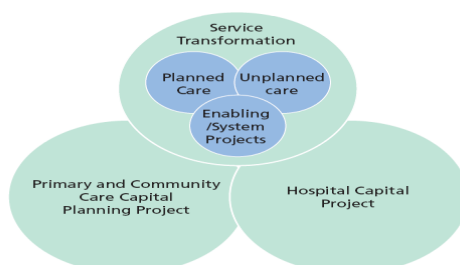 Service
Transformation
Planned
Care
Unplanned
care
Enabling
/System
Projects
Primary and Community
Care Capital
Planning Project
Hospital Capital
Project